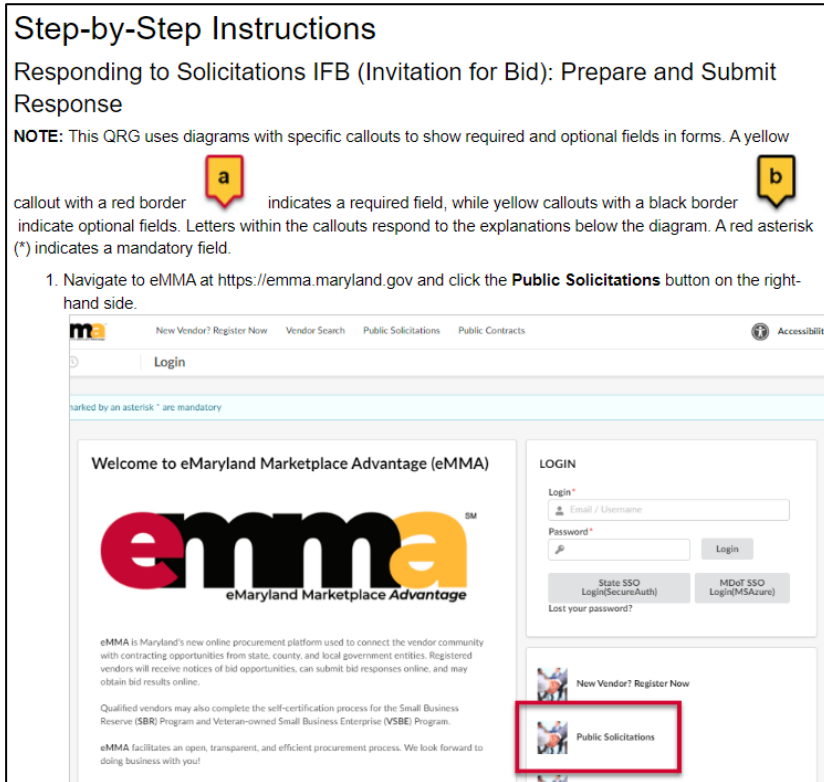 Step-by-Step Instructions
Responding to Solicitations IFB (Invitation for Bid): Prepare and Submit
Response
NOTE: This QRG uses diagrams with specific callouts to show required and optional fields in forms. A yellow
callout with a red border a indicates a required field, while yellow callouts with a black border b
indicate optional fields. Letters within the callouts respond to the explanations below the diagram. A red asterisk
(*) indicates a mandatory field.
1. Navigate to eMMA at https://emma.maryland.gov and click the Public Solicitations button on the right-
hand side.
ma New Vendor? Register Now Vendor Search Public Solicitations Public Contracts Accessibilit
Login
marked by an asterisk * are mandatory
Welcome to eMaryland Marketplace Advantage (eMMA)
emma SM
eMaryland Marketplace Advantage
eMMA is Maryland's new online procurement platform used to connect the vendor community
with contracting opportunities from state, county, and local government entities. Registered
vendors will receive notices of bid opportunities, can submit bid responses online, and may
obtain bid results online.
Qualified vendors may also complete the self-certification process for the Small Business
Reserve (SBR) Program and Veteran-owned Small Business Enterprise (VSBE) Program.
eMMA facilitates an open, transparent, and efficient procurement process. We look forward to
doing business with you!
LOGIN
Login*
Email / Username
Password*
Login
State SSO
Login(SecureAuth)
MDoT SSO
Login(MSAzure)
Lost your password?
New Vendor? Register Now
Public Solicitations